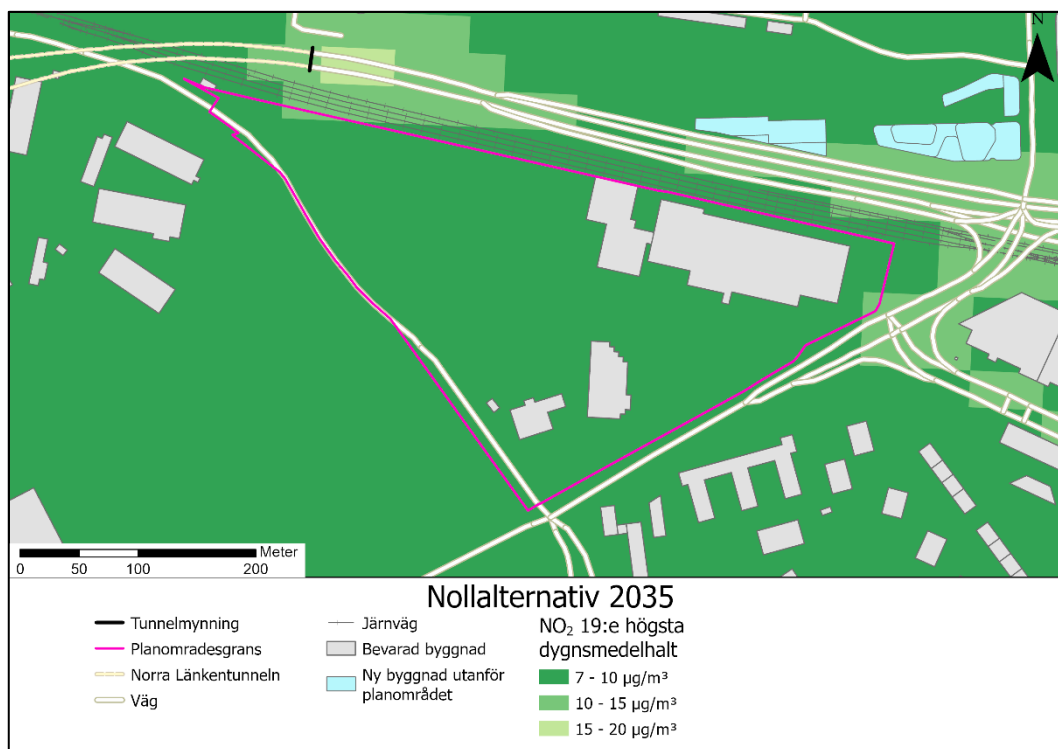 N
Meter
0 50 100 200
Nollalternativ 2035
Tunnelmynning
Planomradesgrans
Norra Länkentunneln
Väg
Järnväg
Bevarad byggnad
Ny byggnad utanför
planområdet
NO₂ 19:e högsta
dygnsmedelhalt
7 - 10 µg/m³
10 - 15 µg/m³
15 - 20 µg/m³